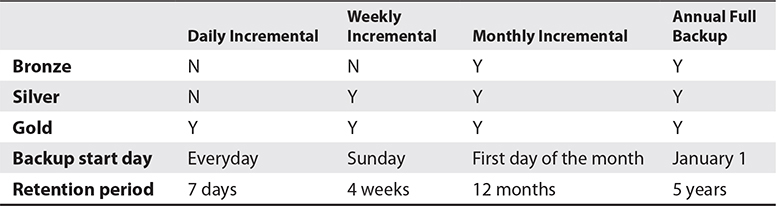 Daily Incremental Weekly Incremental Monthly Incremental Annual Full Backup
Bronze N N Y Y
Silver N Y Y Y
Gold Y Y Y Y
Backup start day Everyday Sunday First day of the month January 1
Retention period 7 days 4 weeks 12 months 5 years